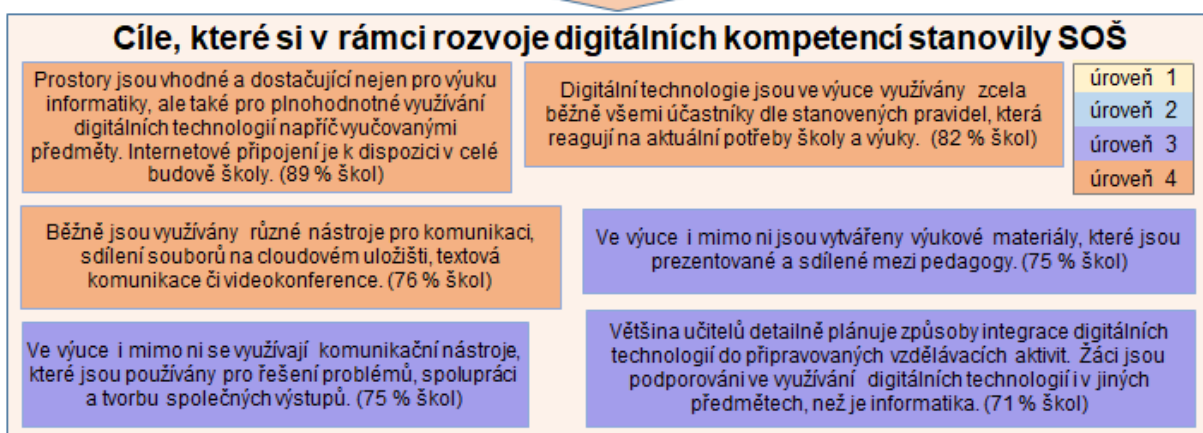 Cíle, které si v rámci rozvoje digitálních kompetencí stanovily SOŠ
Prostory jsou vhodné a dostačující nejen pro výuku
informatiky, ale také pro plnohodnotné využívání
digitálních technologií napříč vyučovanými
předměty. Internetové připojení je k dispozici v celé
budově školy. (89 % škol)
Digitální technologie jsou ve výuce využívány zcela
běžně všemi účastníky dle stanovených pravidel, která
reagují na aktuální potřeby školy a výuky. (82 % škol)
úroveň 1
úroveň 2
úroveň 3
úroveň 4
Běžně jsou využívány různé nástroje pro komunikaci,
sdílení souborů na cloudovém uložišti, textová
komunikace či videokonference. (76 % škol)
Ve výuce i mimo ni jsou vytvářeny výukové materiály, které jsou
prezentované a sdílené mezi pedagogy. (75 % škol)
Ve výuce i mimo ni se využívají komunikační nástroje,
které jsou používány pro řešení problémů, spolupráci
a tvorbu společných výstupů. (75 % škol)
Většina učitelů detailně plánuje způsoby integrace digitálních
technologií do připravovaných vzdělávacích aktivit. Žáci jsou
podporováni ve využívání digitálních technologií i v jiných
předmětech, než je informatika. (71 % škol)